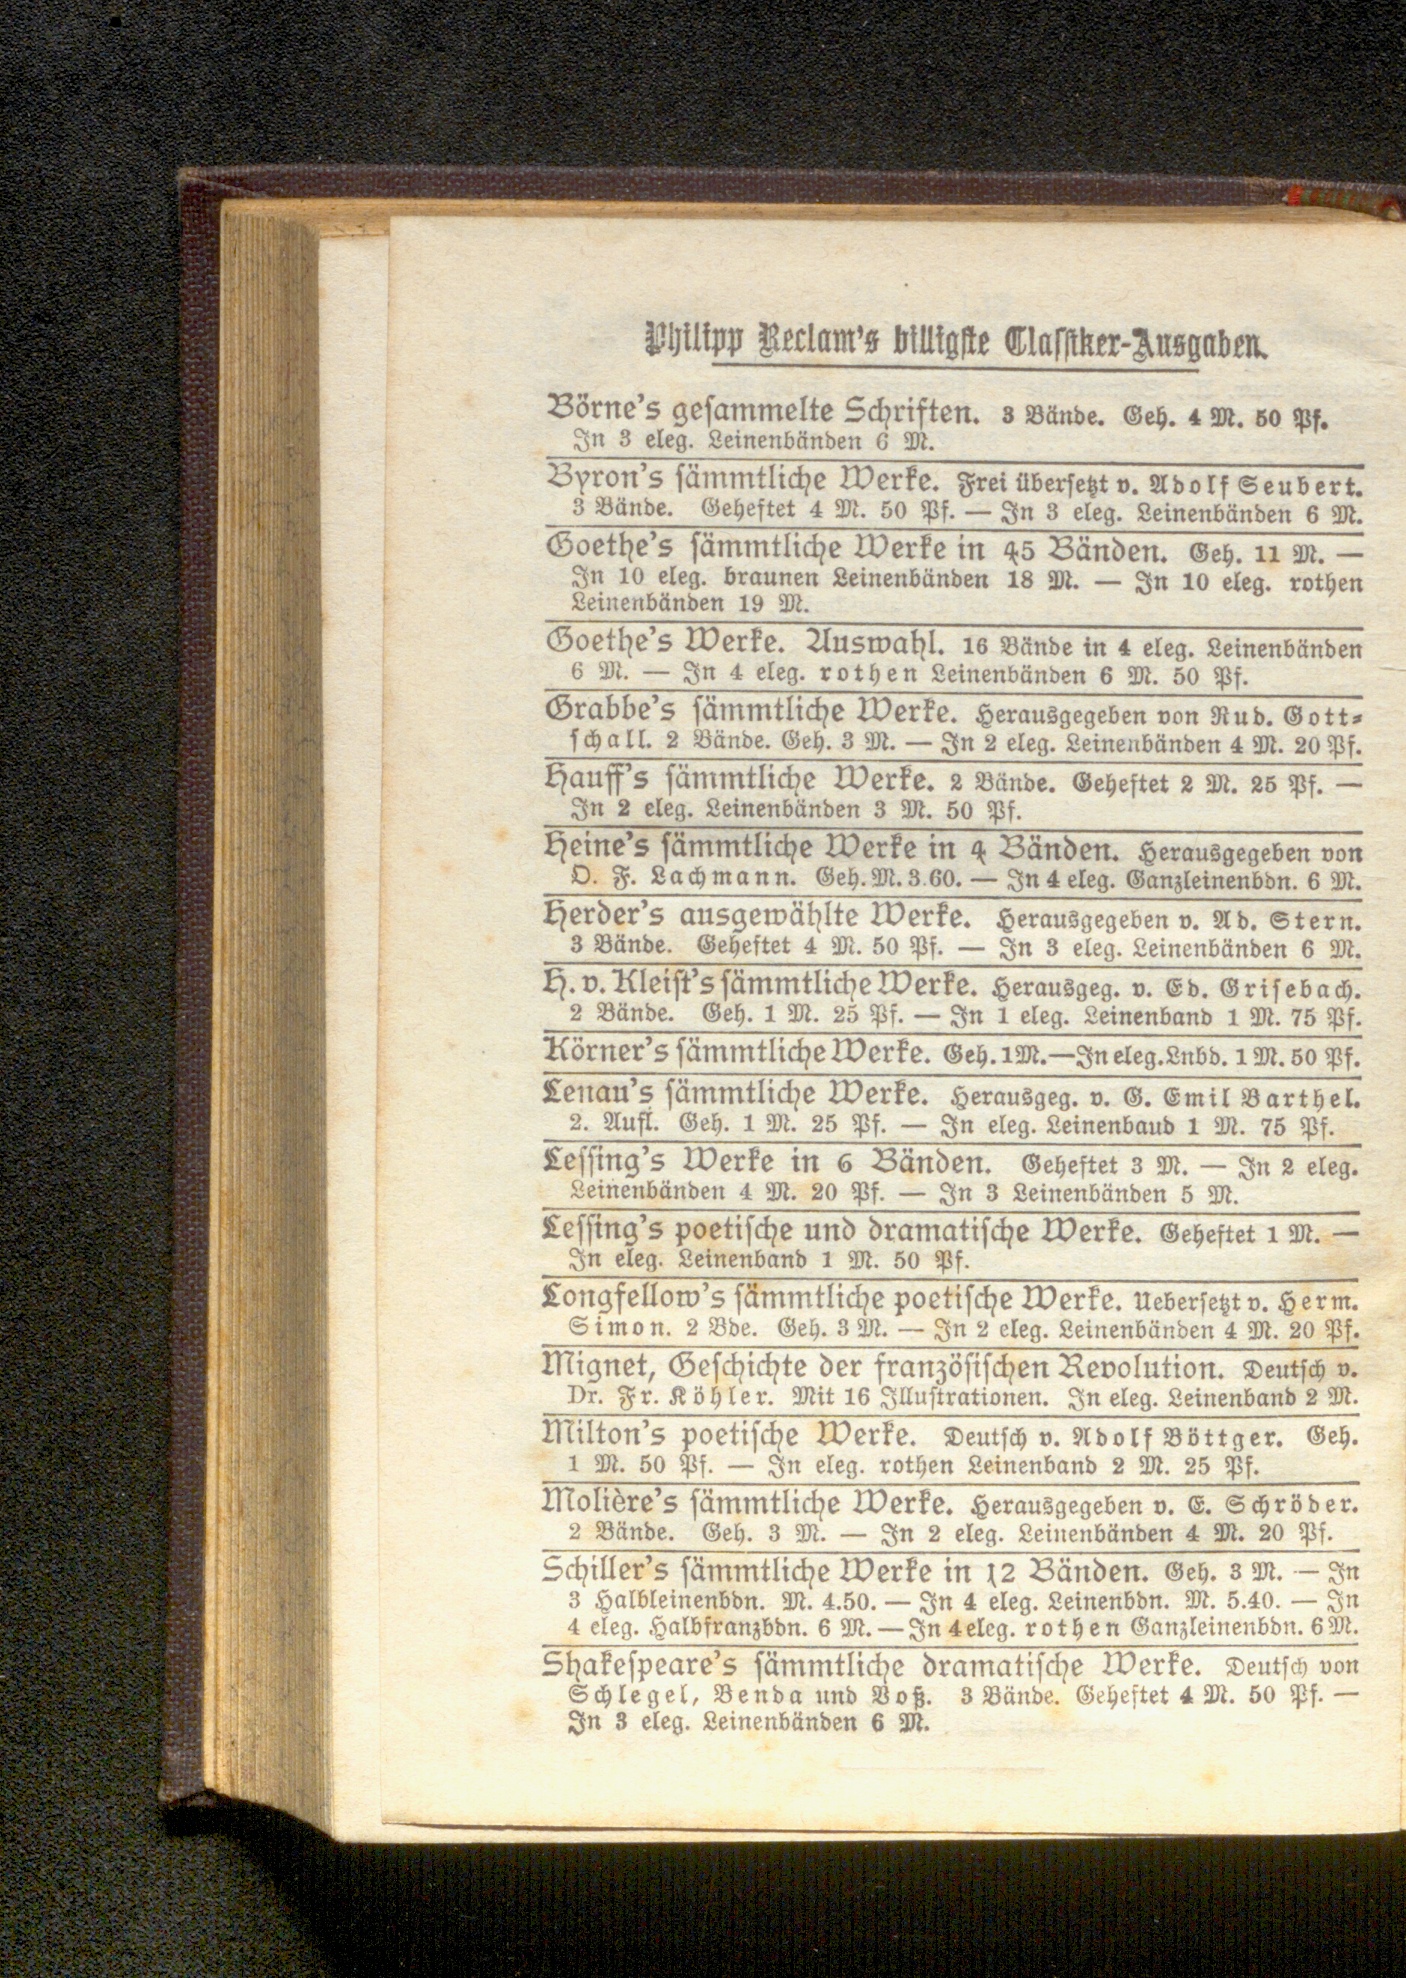 Philipp Reclam's billigste Classiker-Ausgaben.
Börne's gesammelte Schriften. 3 Bände. Geh. 4 M. 50 Pf.
In 3 eleg. Leinenbänden 6 M.
Byron's sämmtliche Werke. Frei übersetzt v. Adolf Seubert.
3 Bände. Geheftet 4 M. 50 Pf. — In 3 eleg. Leinenbänden 6 M.
Goethe's sämmtliche Werke in 45 Bänden. Geh. 11 M. —
In 10 eleg. braunen Leinenbänden 18 M. — In 10 eleg. rothen
Leinenbänden 19 M.
Goethe's Werke. Auswahl. 16 Bände in 4 eleg. Leinenbänden
6 M. — In 4 eleg. rothen Leinenbänden 6 M. 50 Pf.
Grabbe's sämmtliche Werke. Herausgegeben von Rud. Gott-
schall. 2 Bände. Geh. 3 M. — In 2 eleg. Leinenbänden 4 M. 20 Pf.
Hauff's sämmtliche Werke. 2 Bände. Geheftet 2 M. 25 Pf. —
In 2 eleg. Leinenbänden 3 M. 50 Pf.
Heine's sämmtliche Werke in 4 Bänden. Herausgegeben von
O. F. Lachmann. Geh. M. 3.60. — In 4 eleg. Ganzleinenbdn. 6 M.
Herder's ausgewählte Werke. Herausgegeben v. Ad. Stern.
3 Bände. Geheftet 4 M. 50 Pf. — In 3 eleg. Leinenbänden 6 M.
H. v. Kleist's sämmtliche Werke. Herausgeg. v. Ed. Grisebach.
2 Bände. Geh. 1 M. 25 Pf. — In 1 eleg. Leinenband 1 M. 75 Pf.
Körner's sämmtliche Werke. Geh. 1 M. — In eleg. Lnbd. 1 M. 50 Pf.
Lenau's sämmtliche Werke. Herausgeg. v. G. Emil Barthel.
2. Aufl. Geh. 1 M. 25 Pf. — In eleg. Leinenbaud 1 M. 75 Pf.
Lessing's Werke in 6 Bänden. Geheftet 3 M. — In 2 eleg.
Leinenbänden 4 M. 20 Pf. — In 3 Leinenbänden 5 M.
Lessing's poetische und dramatische Werke. Geheftet 1 M. —
In eleg. Leinenband 1 M. 50 Pf.
Longfellow's sämmtliche poetische Werke. Uebersetzt v. Herm.
Simon. 2 Bde. Geh. 3 M. — In 2 eleg. Leinenbänden 4 M. 20 Pf.
Mignet, Geschichte der französischen Revolution. Deutsch v.
Dr. Fr. Köhler. Mit 16 Illustrationen. In eleg. Leinenband 2 M.
Milton's poetische Werke. Deutsch v. Adolf Böttger. Geh.
1 M. 50 Pf. — In eleg. rothen Leinenband 2 M. 25 Pf.
Molière's sämmtliche Werke. Herausgegeben v. E. Schröder.
2 Bände. Geh. 3 M. — In 2 eleg. Leinenbänden 4 M. 20 Pf.
Schiller's sämmtliche Werke in 12 Bänden. Geh. 3 M. — In
3 Halbleinenbdn. M. 4.50. — In 4 eleg. Leinenbdn. M. 5.40. — In
4 eleg. Halbfranzbdn. 6 M. — In 4 eleg. rothen Ganzleinenbdn. 6 M.
Shakespeare's sämmtliche dramatische Werke. Deutsch von
Schlegel, Benda und Voß. 3 Bände. Geheftet 4 M. 50 Pf. —
In 3 eleg. Leinenbänden 6 M.